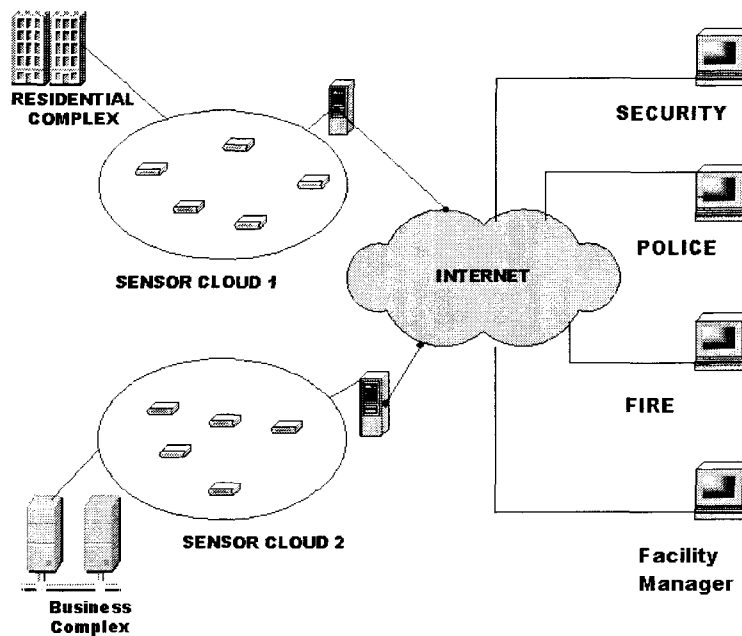 RESIDENTIAL
COMPLEX
SECURITY
POLICE
INTERNET
SENSOR CLOUD 1
FIRE
SENSOR CLOUD 2
Facility
Manager
Business
Complex